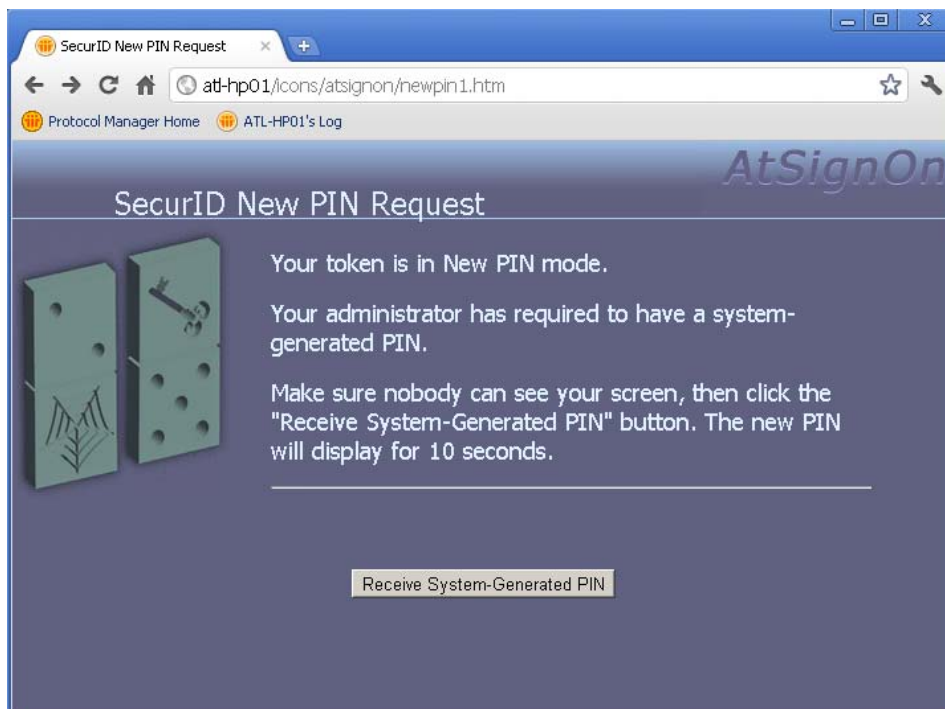 SecurID New PIN Request
atl-hp01/icons/atsignon/newpin1.htm
Protocol Manager Home ATL-HP01's Log
AtSignOn
SecurID New PIN Request
Your token is in New PIN mode.
Your administrator has required to have a system-
generated PIN.
Make sure nobody can see your screen, then click the
"Receive System-Generated PIN" button. The new PIN
will display for 10 seconds.
Receive System-Generated PIN